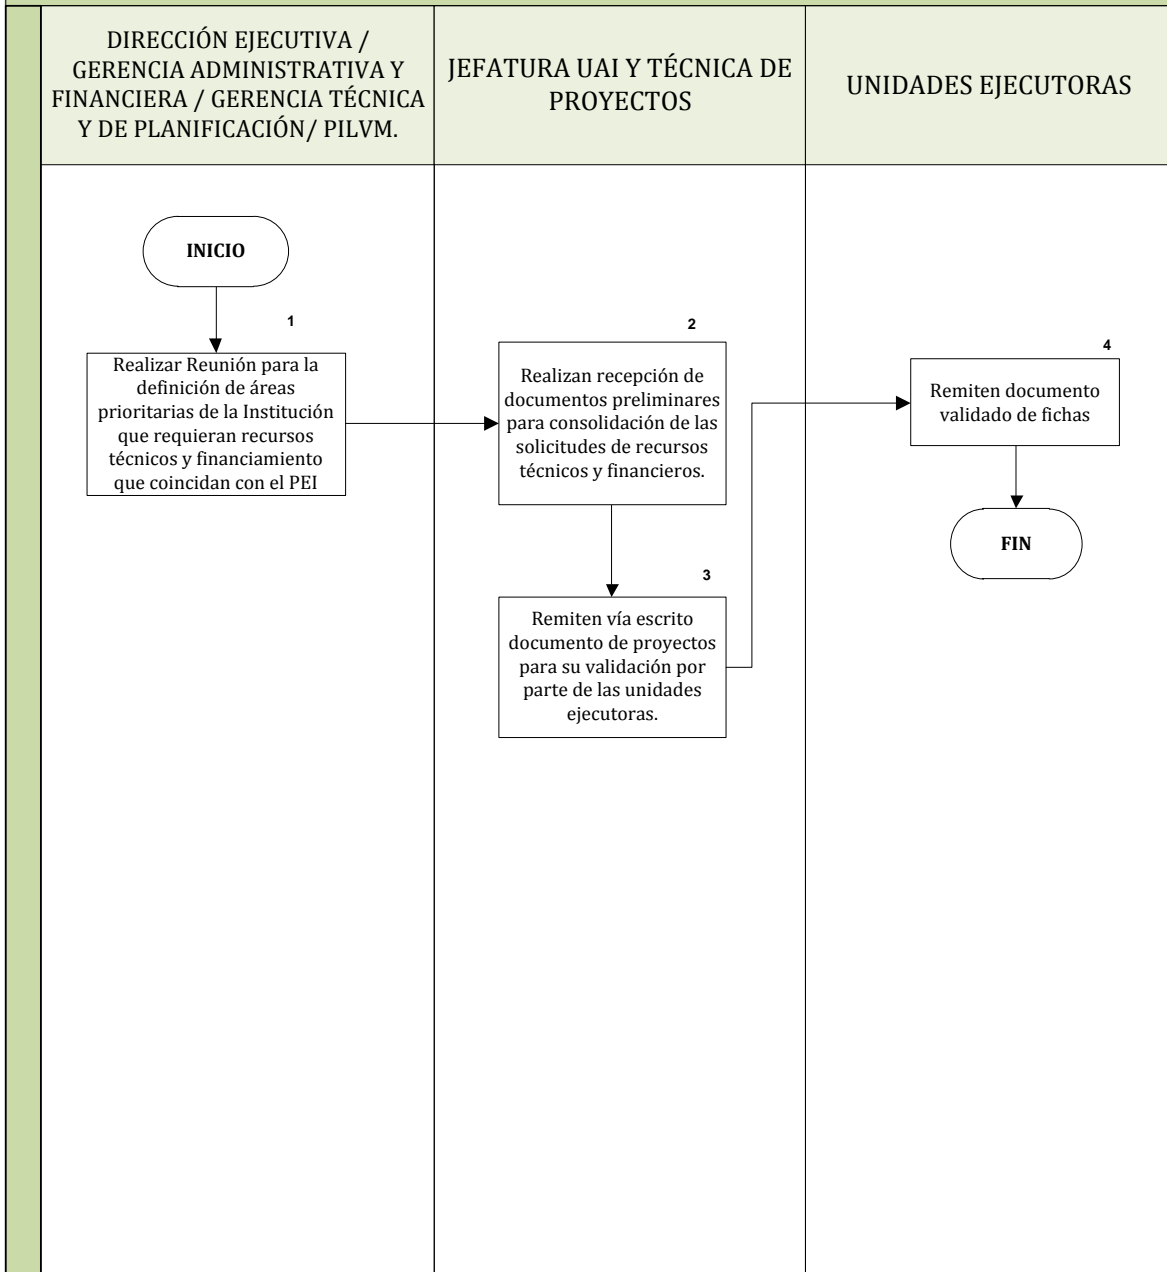 DIRECCIÓN EJECUTIVA /
GERENCIA ADMINISTRATIVA Y
FINANCIERA / GERENCIA TÉCNICA
Y DE PLANIFICACIÓN/ PILVM.
JEFATURA UAI Y TÉCNICA DE
PROYECTOS
UNIDADES EJECUTORAS
INICIO
1
Realizar Reunión para la
definición de áreas
prioritarias de la Institución
que requieran recursos
técnicos y financiamiento
que coincidan con el PEI
2
Realizan recepción de
documentos preliminares
para consolidación de las
solicitudes de recursos
técnicos y financieros.
3
Remiten vía escrito
documento de proyectos
para su validación por
parte de las unidades
ejecutoras.
4
Remiten documento
validado de fichas
FIN